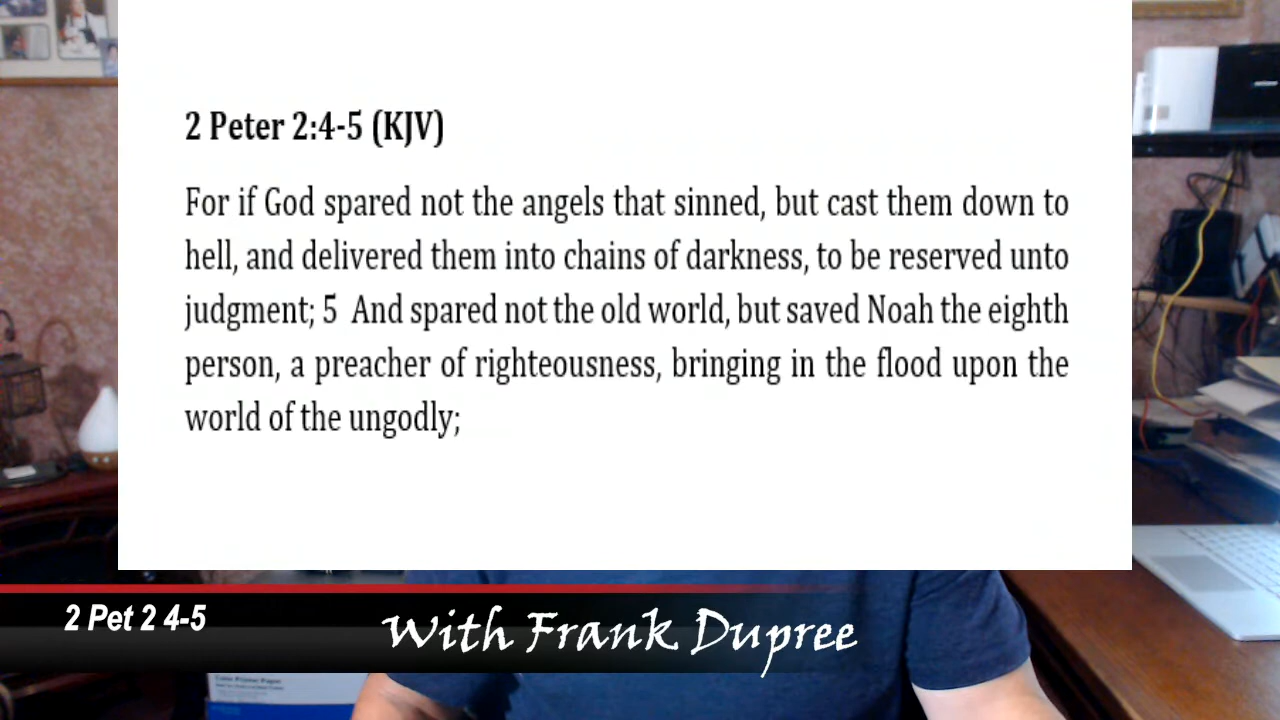 2 Peter 2:4-5 (KJV)
For if God spared not the angels that sinned, but cast them down to
hell, and delivered them into chains of darkness, to be reserved unto
judgment; 5 And spared not the old world, but saved Noah the eighth
person, a preacher of righteousness, bringing in the flood upon the
world of the ungodly;
2 Pet 2 4-5
With Frank Dupree